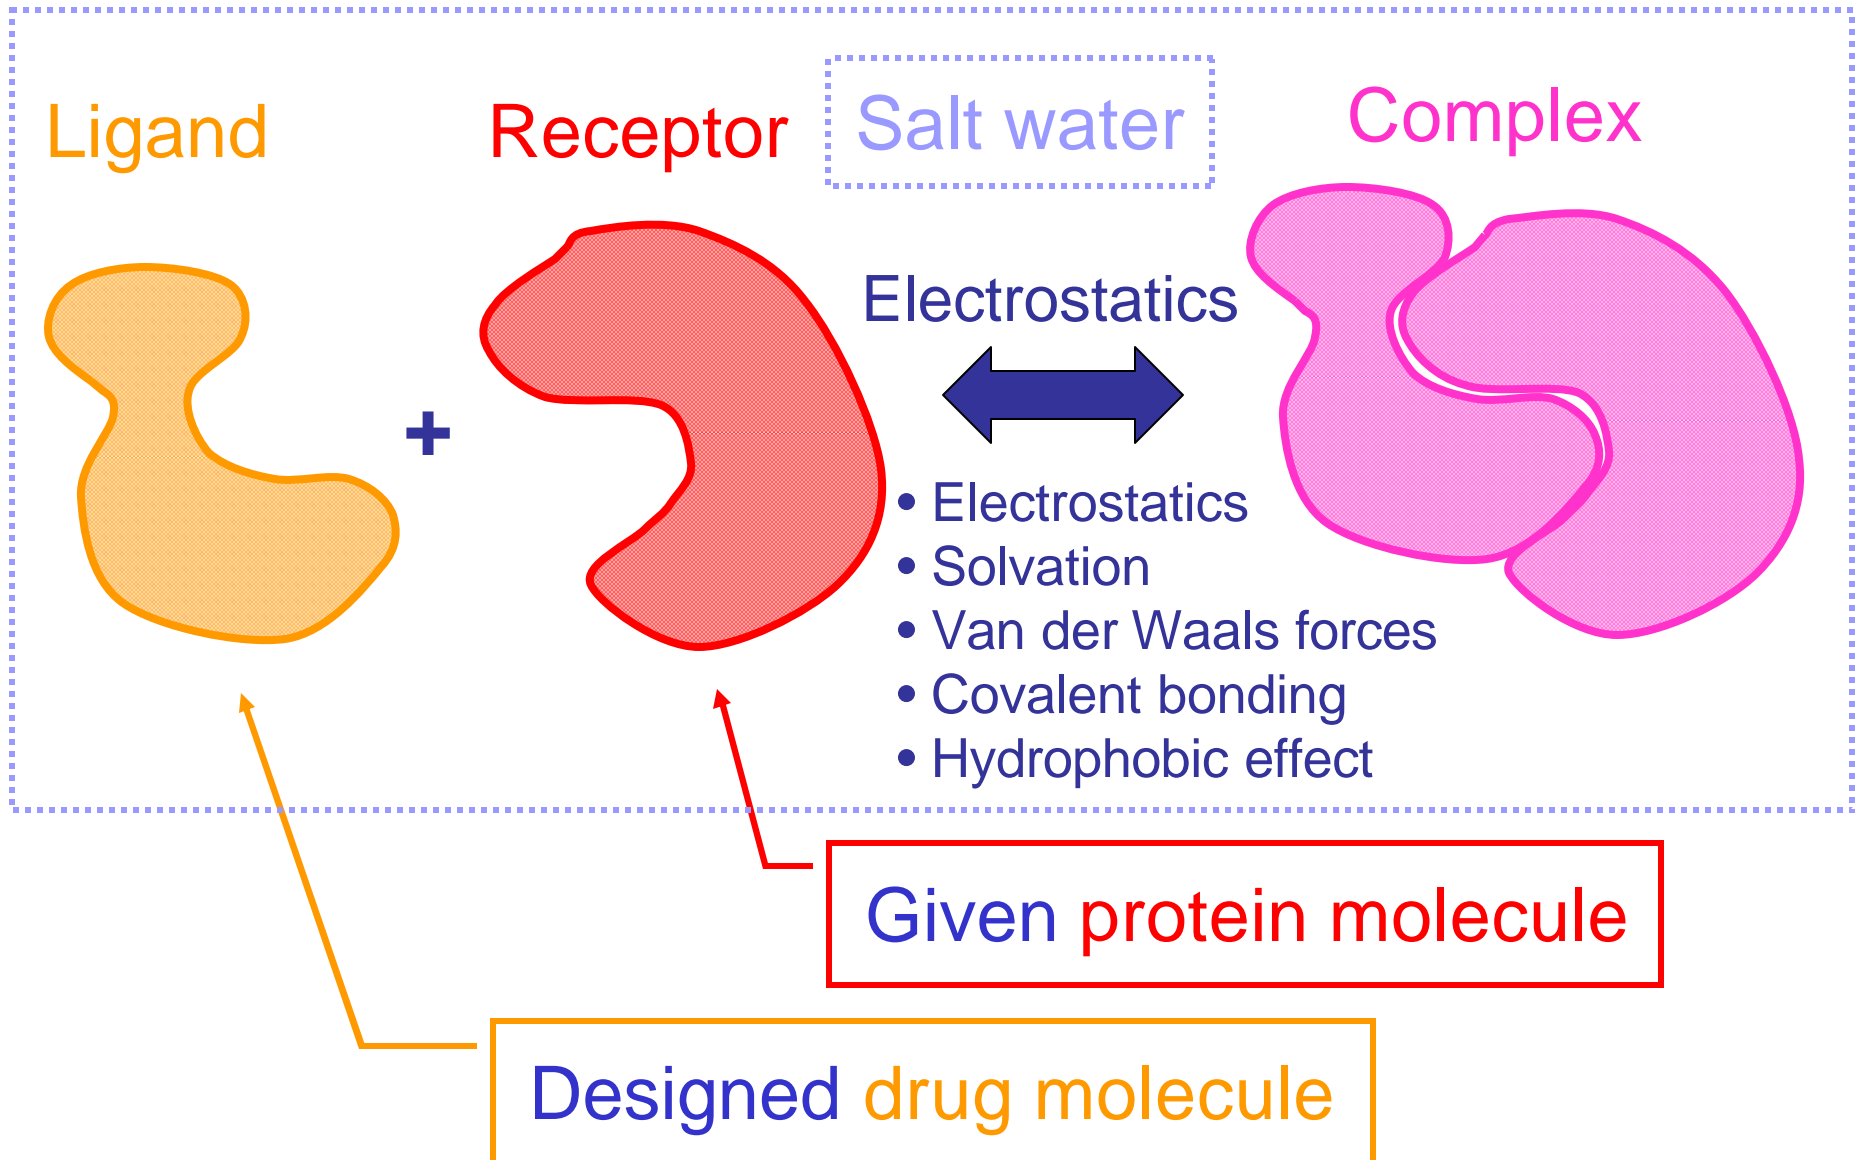 Ligand
Receptor
Salt water
Complex
Electrostatics
+
• Electrostatics
• Solvation
• Van der Waals forces
• Covalent bonding
• Hydrophobic effect
Given protein molecule
Designed drug molecule